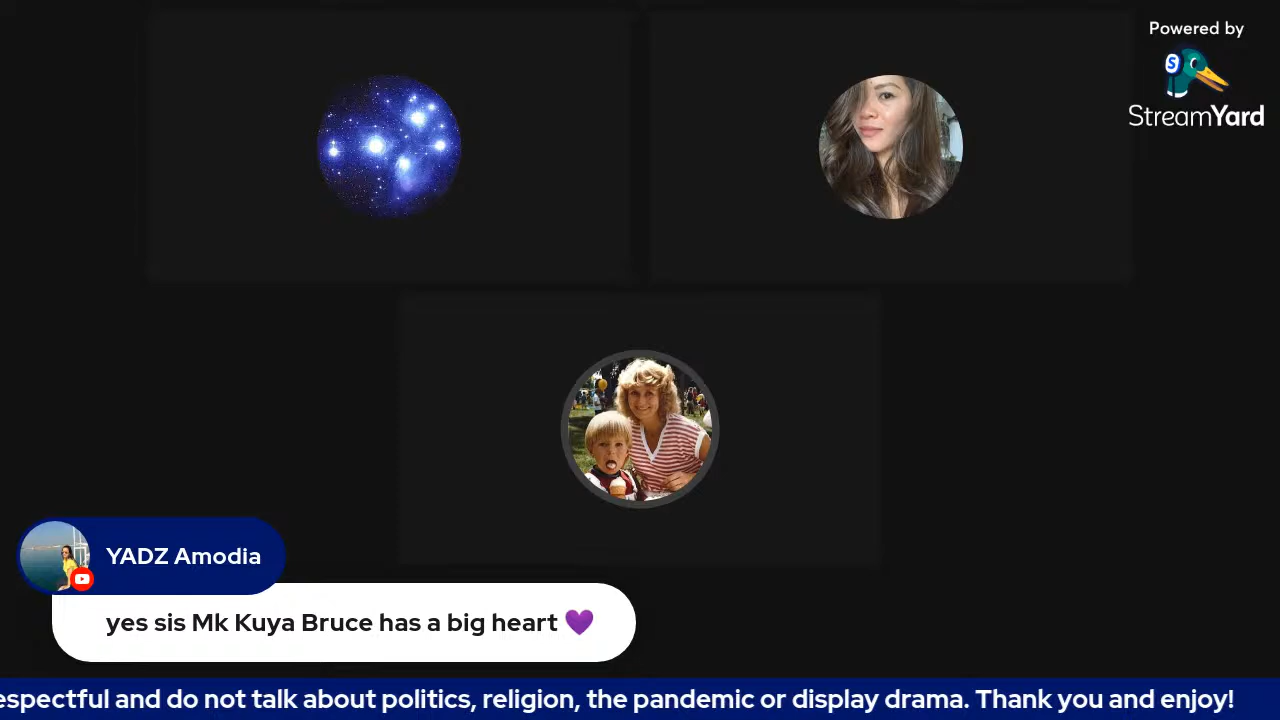 Powered by
StreamYard
YADZ Amodia
yes sis Mk Kuya Bruce has a big heart 💜
espectful and do not talk about politics, religion, the pandemic or display drama. Thank you and enjoy!